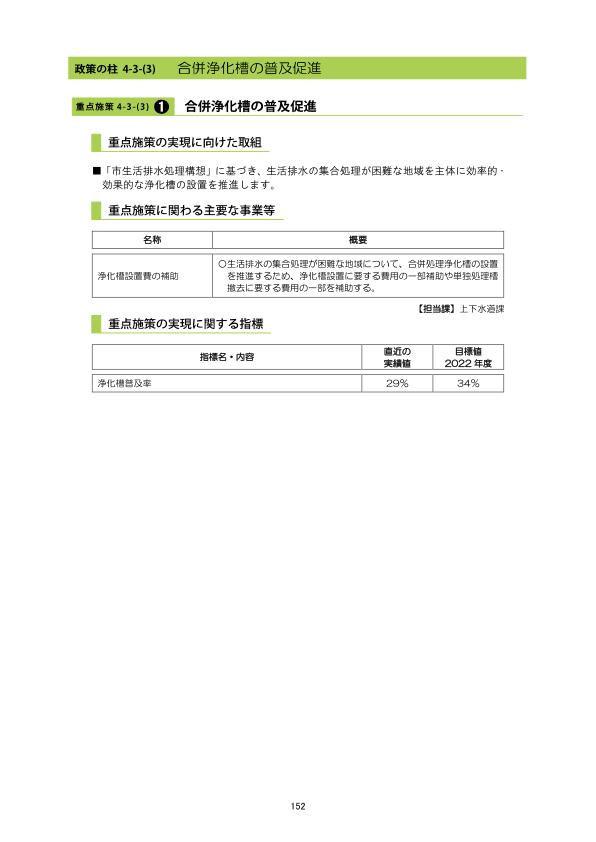 政策の柱 4-3-(3) 合併浄化槽の普及促進
重点施策 4-3-(3) ❶ 合併浄化槽の普及促進
重点施策の実現に向けた取組
■「市生活排水処理構想」に基づき、生活排水の集合処理が困難な地域を主体に効率的・
効果的な浄化槽の設置を推進します。
重点施策に関わる主要な事業等
名称 概要
浄化槽設置費の補助
○生活排水の集合処理が困難な地域について、合併処理浄化槽の設置
を推進するため、浄化槽設置に要する費用の一部補助や単独処理槽
撤去に要する費用の一部を補助する。
【担当課】上下水道課
重点施策の実現に関する指標
指標名・内容
直近の
実績値
目標値
2022 年度
浄化槽普及率 29% 34%
152